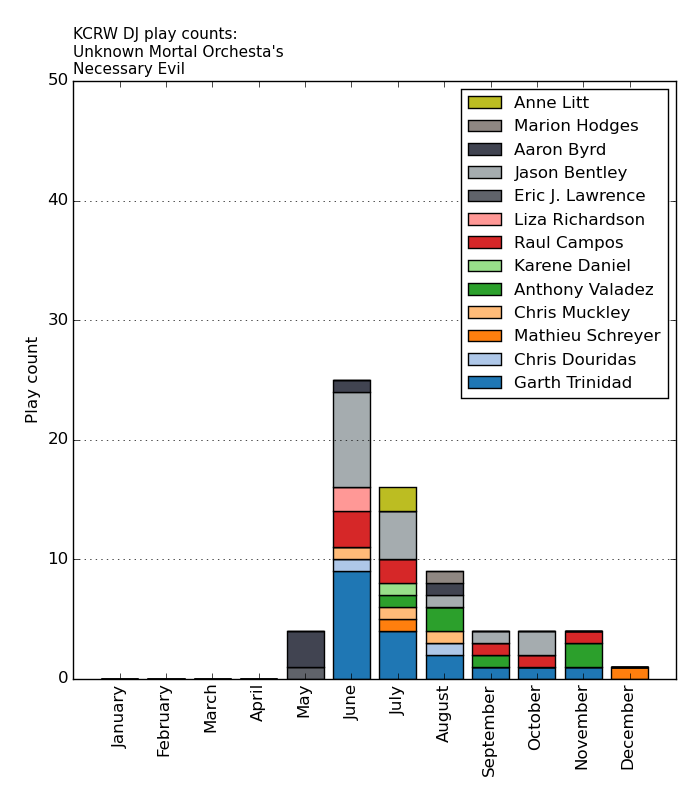 KCRW DJ play counts:
Unknown Mortal Orchesta's
Necessary Evil
50
40
30
20
10
0
Play count
Anne Litt
Marion Hodges
Aaron Byrd
Jason Bentley
Eric J. Lawrence
Liza Richardson
Raul Campos
Karene Daniel
Anthony Valadez
Chris Muckley
Mathieu Schreyer
Chris Douridas
Garth Trinidad
January
February
March
April
May
June
July
August
September
October
November
December